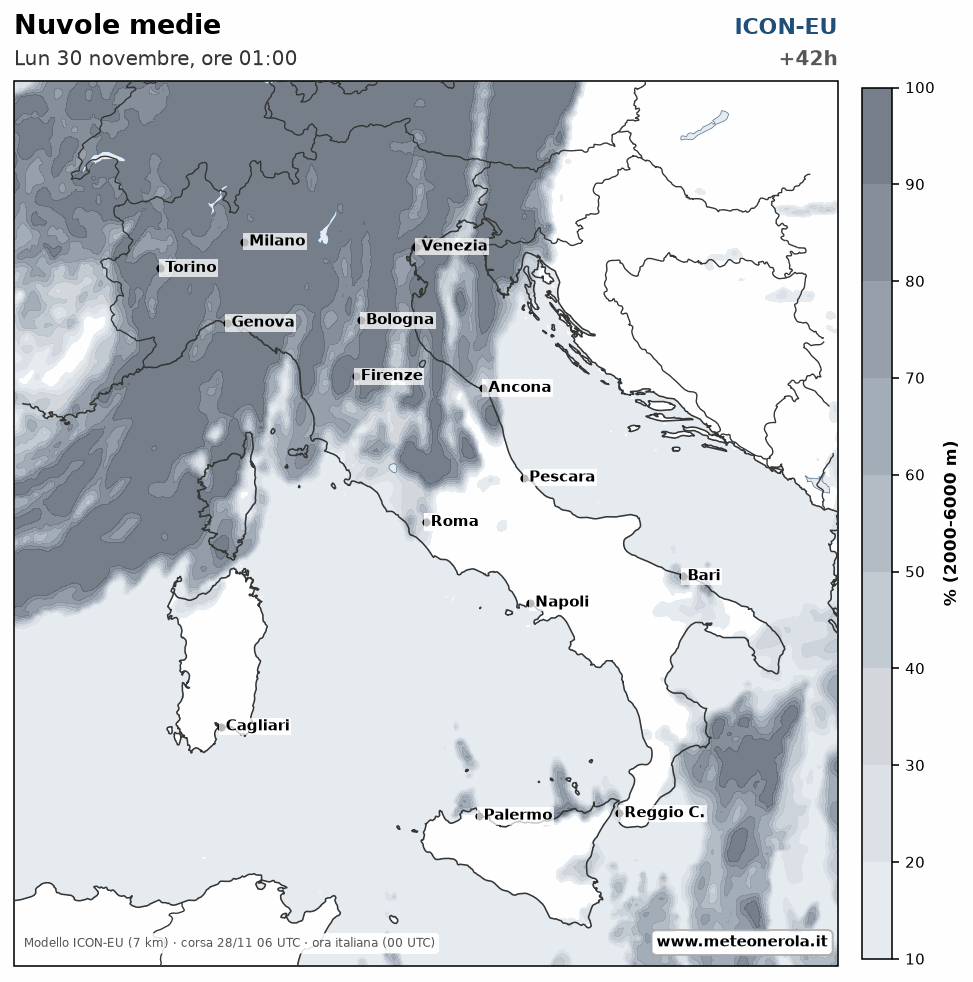 Nuvole medie
ICON-EU
Lun 30 novembre, ore 01:00
+42h
Milano
Venezia
Torino
Genova
Bologna
Firenze
Ancona
Pescara
Roma
Bari
Napoli
Cagliari
Palermo
Reggio C.
100
90
80
70
60
50
40
30
20
10
% (2000-6000 m)
Modello ICON-EU (7 km) · corsa 28/11 06 UTC · ora italiana (00 UTC)
www.meteonerola.it